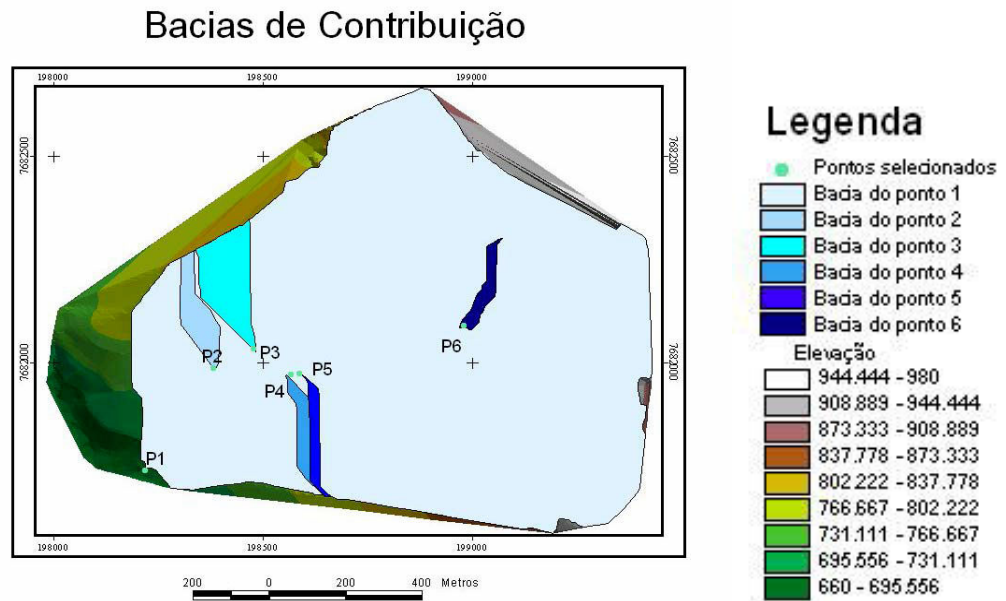 Bacias de Contribuição
198000 198500 199000
7682500 7682500
P2 P3 P6
7682000 7682000
P4 P5
P1
198000 198500 199000
200 0 200 400 Metros
Legenda
Pontos selecionados
Bacia do ponto 1
Bacia do ponto 2
Bacia do ponto 3
Bacia do ponto 4
Bacia do ponto 5
Bacia do ponto 6
Elevação
944.444 - 980
908.889 - 944.444
873.333 - 908.889
837.778 - 873.333
802.222 - 837.778
766.667 - 802.222
731.111 - 766.667
695.556 - 731.111
660 - 695.556